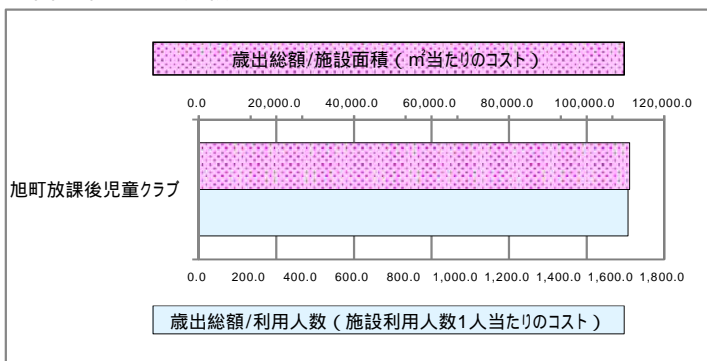 歳出総額/施設面積(㎡当たりのコスト)
0.0 20,000.0 40,000.0 60,000.0 80,000.0 100,000.0 120,000.0
旭町放課後児童クラブ
0.0 200.0 400.0 600.0 800.0 1,000.0 1,200.0 1,400.0 1,600.0 1,800.0
歳出総額/利用人数(施設利用人数1人当たりのコスト)